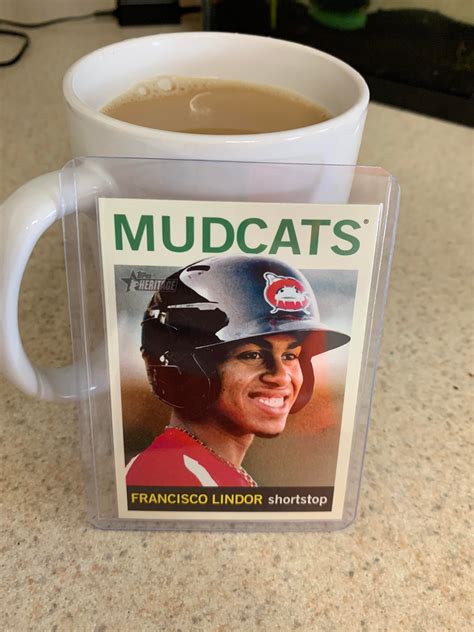 MUDCATS
Topps
HERITAGE
FRANCISCO LINDOR shortstop